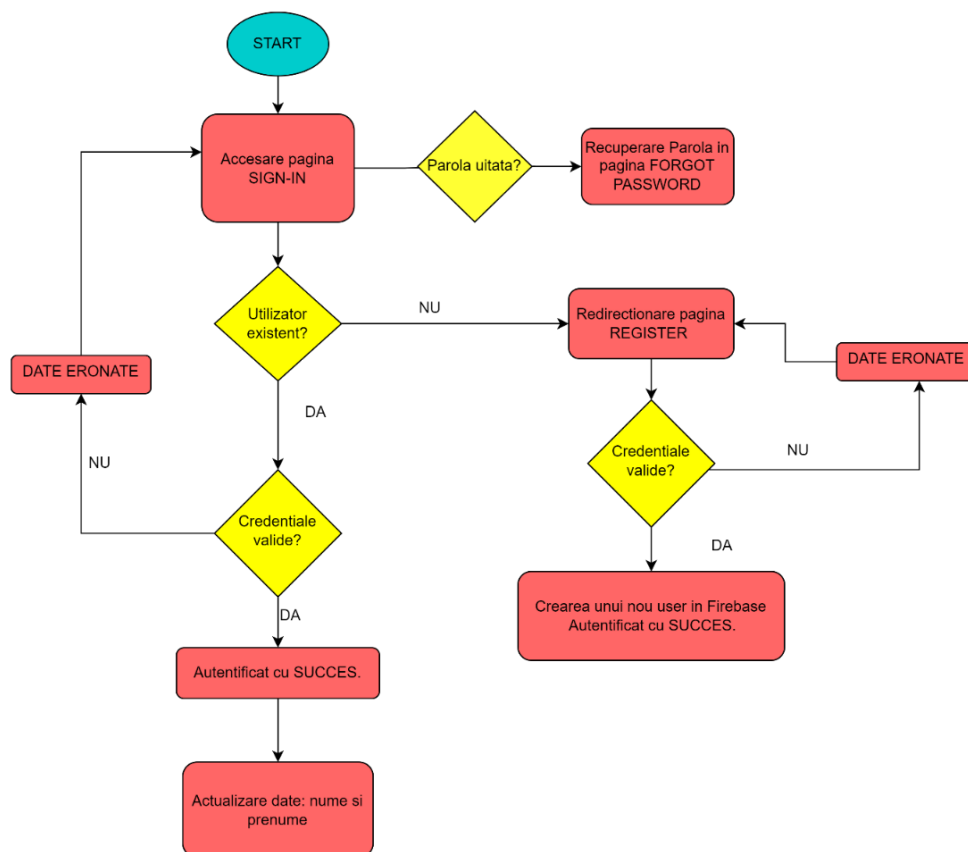 START
Accesare pagina
SIGN-IN
Parola uitata?
Recuperare Parola in
pagina FORGOT
PASSWORD
Utilizator
existent?
NU
Redirectionare pagina
REGISTER
DATE ERONATE
DATE ERONATE
DA
NU
Credentiale
valide?
NU
Credentiale
valide?
DA
Crearea unui nou user in Firebase
Autentificat cu SUCCES.
DA
Autentificat cu SUCCES.
Actualizare date: nume si
prenume